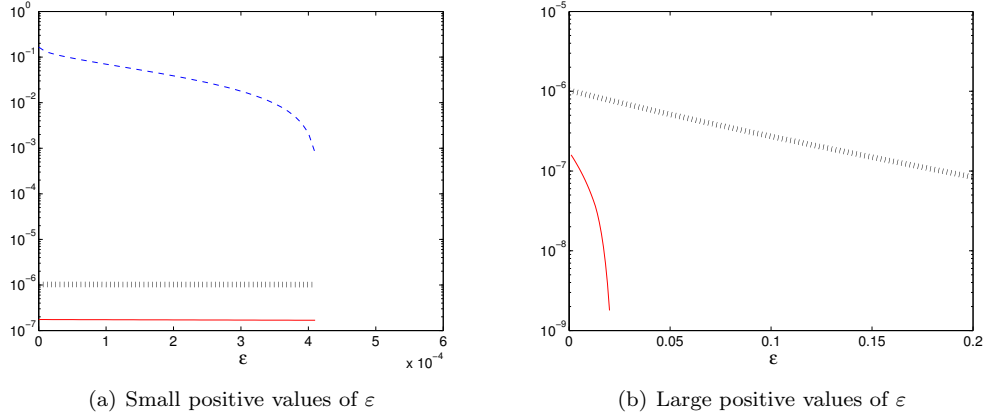 10⁰
10⁻¹
10⁻²
10⁻³
10⁻⁴
10⁻⁵
10⁻⁶
10⁻⁷
0 1 2 3 4 5 6
ε
x 10⁻⁴
(a) Small positive values of ε
10⁻⁵
10⁻⁶
10⁻⁷
10⁻⁸
10⁻⁹
0 0.05 0.1 0.15 0.2
ε
(b) Large positive values of ε